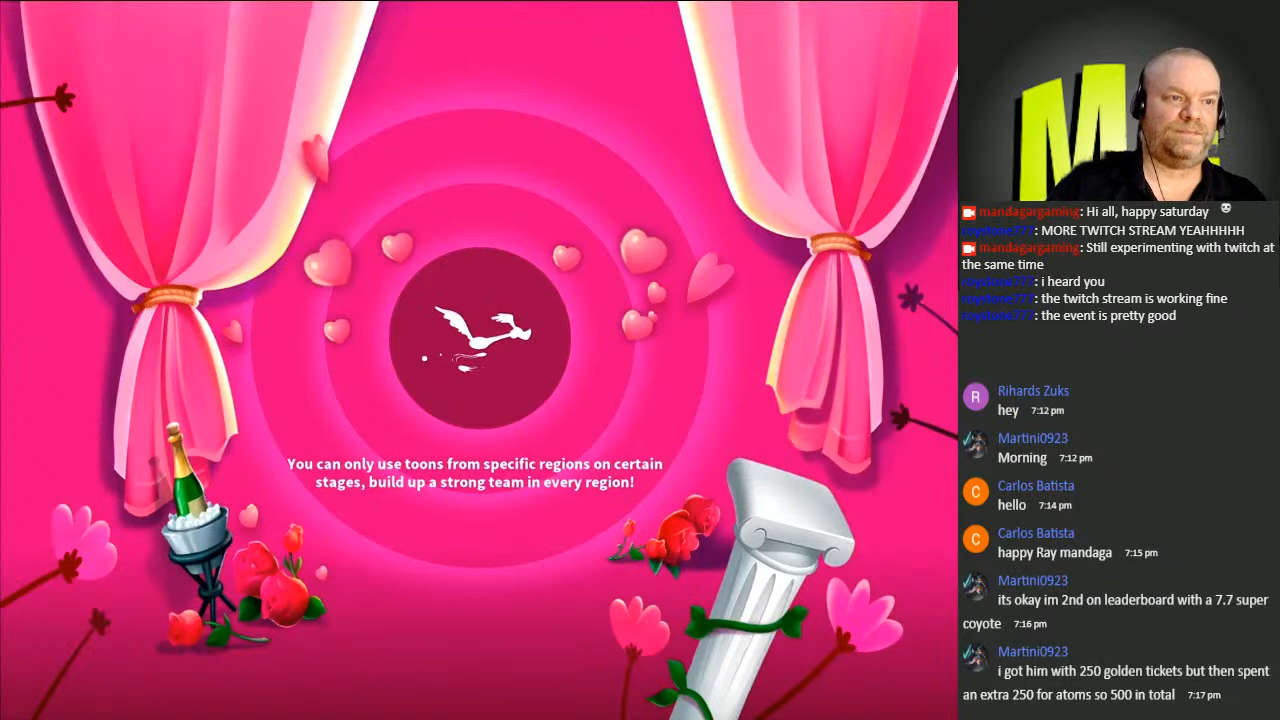 You can only use toons from specific regions on certain
stages, build up a strong team in every region!
M
mandagargaming: Hi all, happy saturday
MORE TWITCH STREAM YEAHHHHH
mandagargaming: Still experimenting with twitch at
the same time
: i heard you
: the twitch stream is working fine
: the event is pretty good
R
Rihards Zuks
hey 7:12 pm
Martini0923
Morning 7:12 pm
C
Carlos Batista
hello 7:14 pm
C
Carlos Batista
happy Ray mandaga 7:15 pm
Martini0923
its okay im 2nd on leaderboard with a 7.7 super
coyote 7:16 pm
Martini0923
i got him with 250 golden tickets but then spent
an extra 250 for atoms so 500 in total 7:17 pm